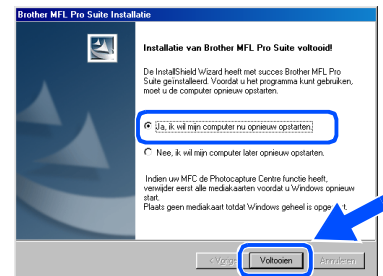 Brother MFL Pro Suite Installatie
Installatie van Brother MFL Pro Suite voltooid!
De InstallShield Wizard heeft met succes Brother MFL Pro
Suite geïnstalleerd. Voordat u het programma kunt gebruiken,
moet u de computer opnieuw opstarten.
Ja, ik wil mijn computer nu opnieuw opstarten.
Nee, ik wil mijn computer later opnieuw opstarten.
Indien uw MFC de Photocapture Centre functie heeft,
verwijder eerst alle mediakaarten voordat u Windows opnieuw
start.
Plaats geen mediakaart totdat Windows geheel is
Voltooien
Annuleren